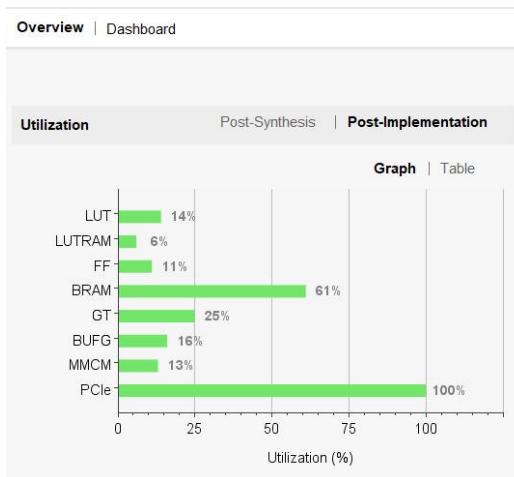 Overview | Dashboard
Utilization Post-Synthesis | Post-Implementation
Graph | Table
LUT 14%
LUTRAM 6%
FF 11%
BRAM 61%
GT 25%
BUFG 16%
MMCM 13%
PCIe 100%
0 25 50 75 100
Utilization (%)